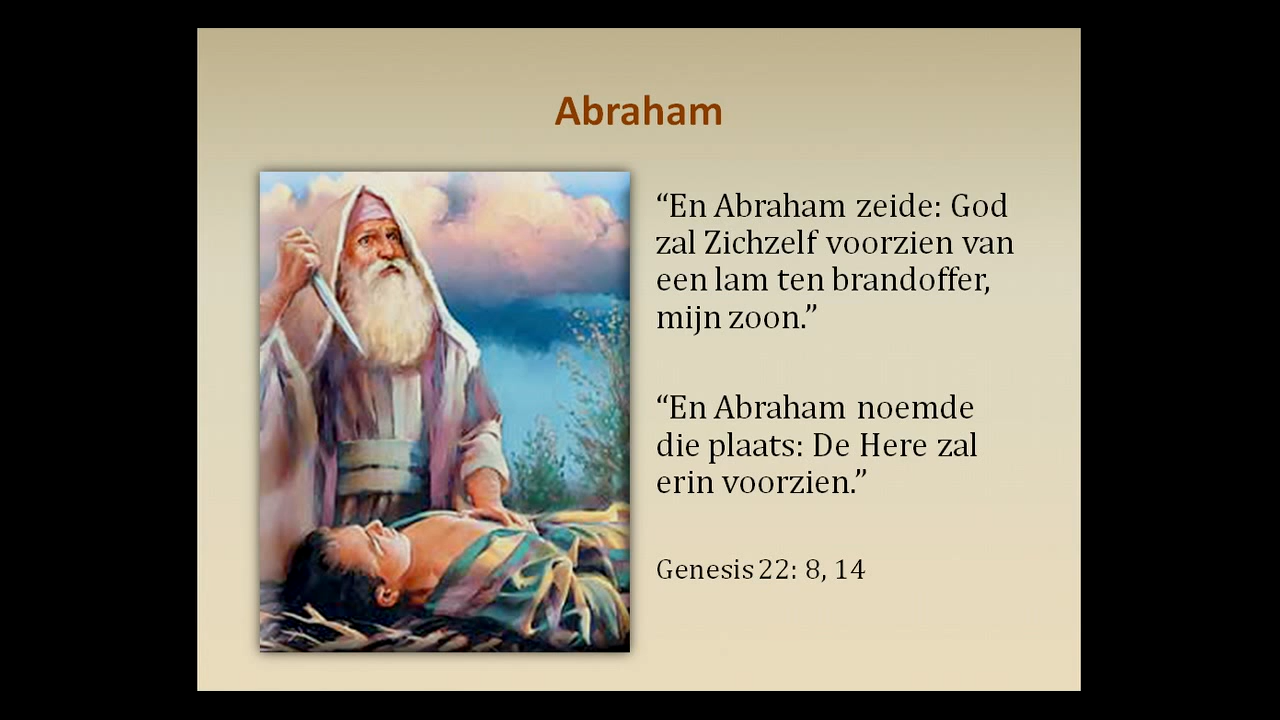 Abraham
“En Abraham zeide: God
zal Zichzelf voorzien van
een lam ten brandoffer,
mijn zoon.”
“En Abraham noemde
die plaats: De Here zal
erin voorzien.”
Genesis 22: 8, 14